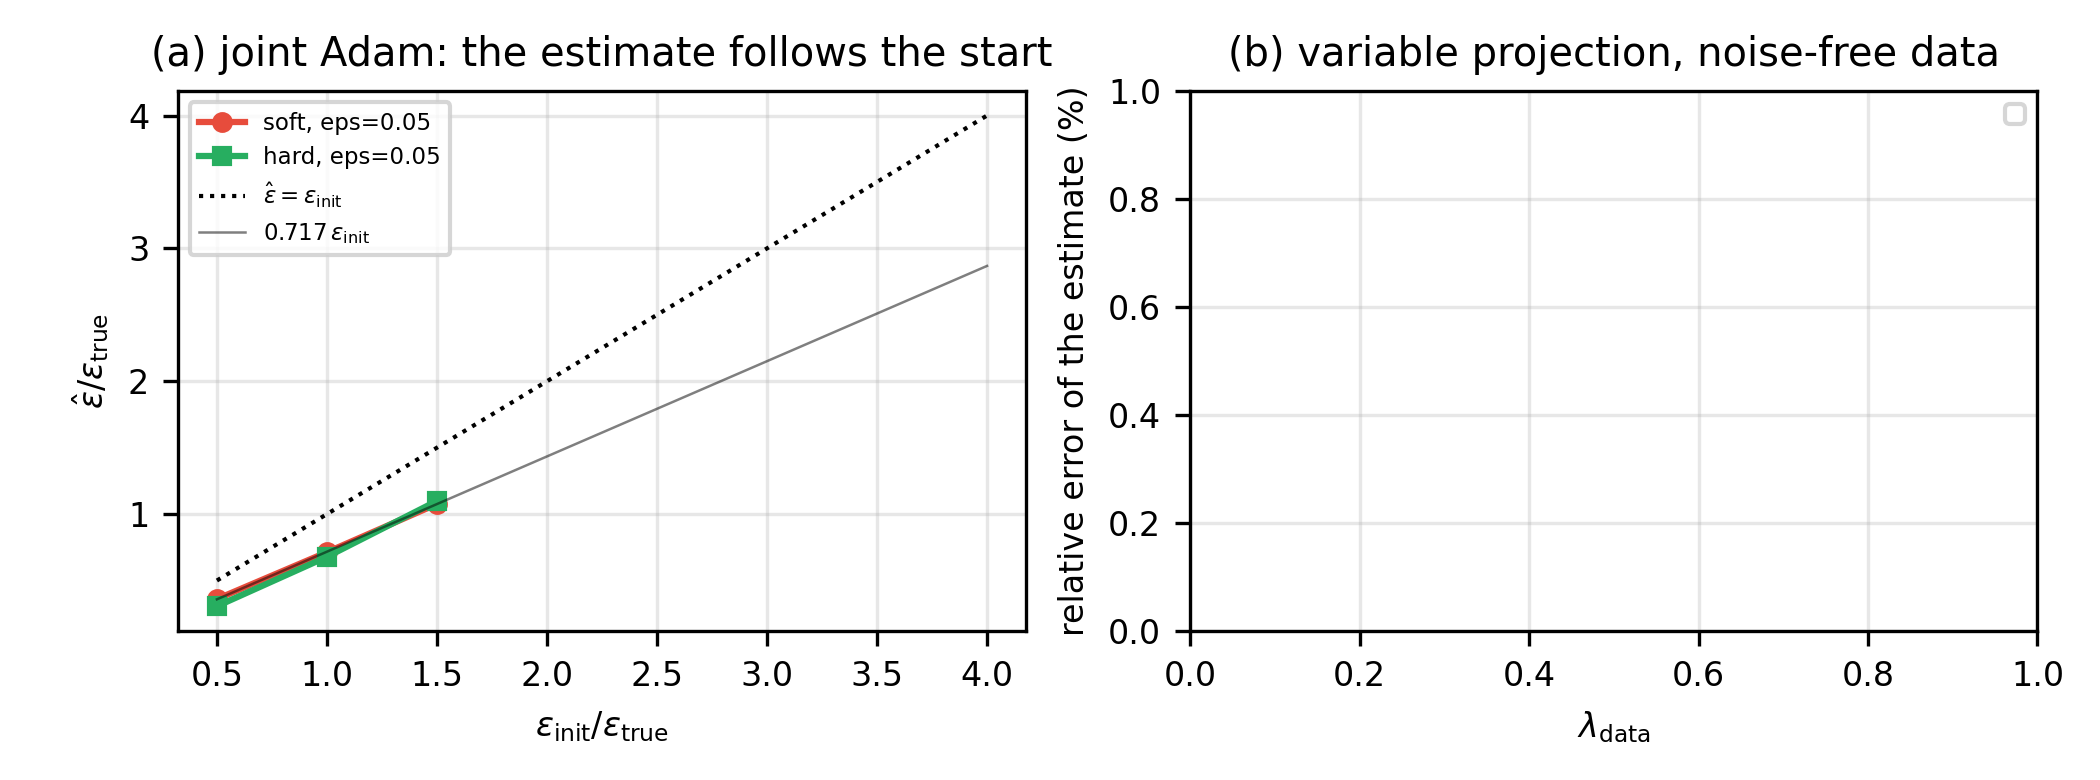 (a) joint Adam: the estimate follows the start
soft, eps=0.05
hard, eps=0.05
ε̂ = ε_init
0.717 ε_init
4
3
2
1
ε̂/ε_true
0.5 1.0 1.5 2.0 2.5 3.0 3.5 4.0
ε_init/ε_true
(b) variable projection, noise-free data
relative error of the estimate (%)
1.0
0.8
0.6
0.4
0.2
0.0
0.0 0.2 0.4 0.6 0.8 1.0
λ_data